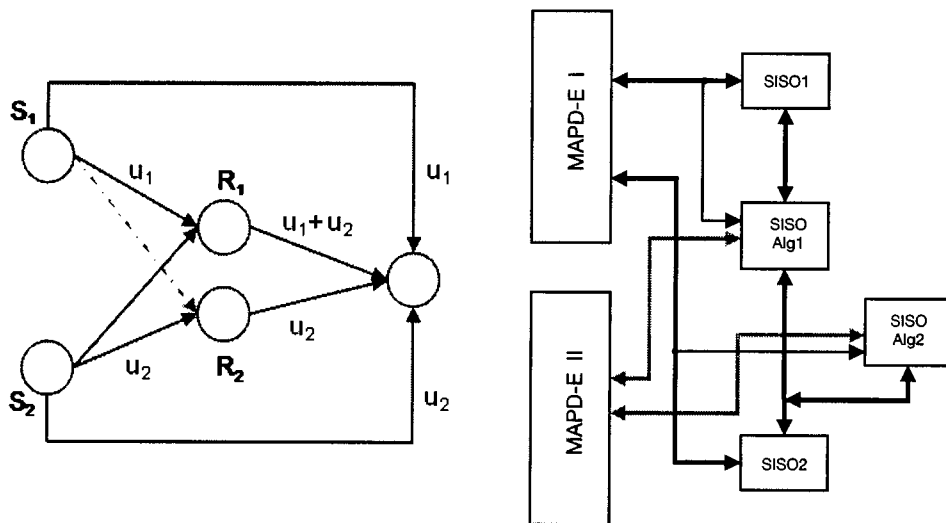 S₁
u₁
R₁
u₁
u₁+u₂
u₂
R₂
u₂
S₂
u₂
MAPD-E I
SISO1
SISO
Alg1
MAPD-E II
SISO
Alg2
SISO2